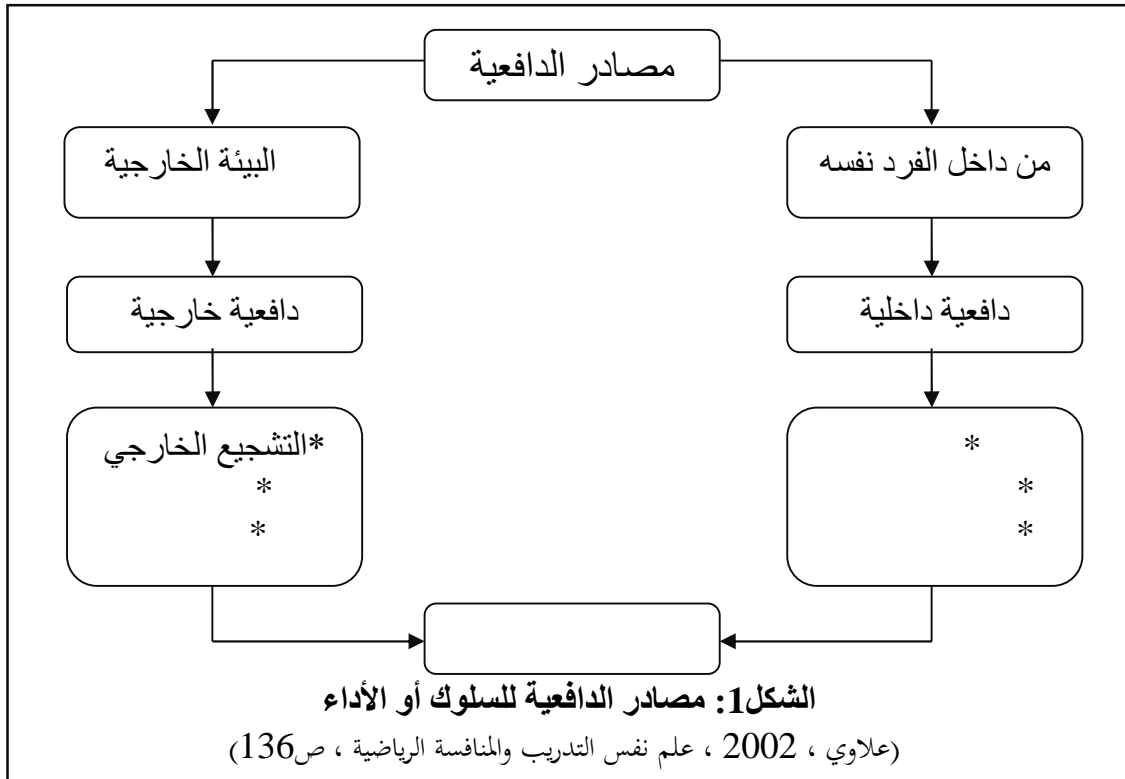 مصادر الدافعية
من داخل الفرد نفسه
البيئة الخارجية
دافعية داخلية
دافعية خارجية
*
*
*
*التشجيع الخارجي
*
*
الشكل1: مصادر الدافعية للسلوك أو الأداء
(علاوي ، 2002 ، علم نفس التدريب والمنافسة الرياضية ، ص136)